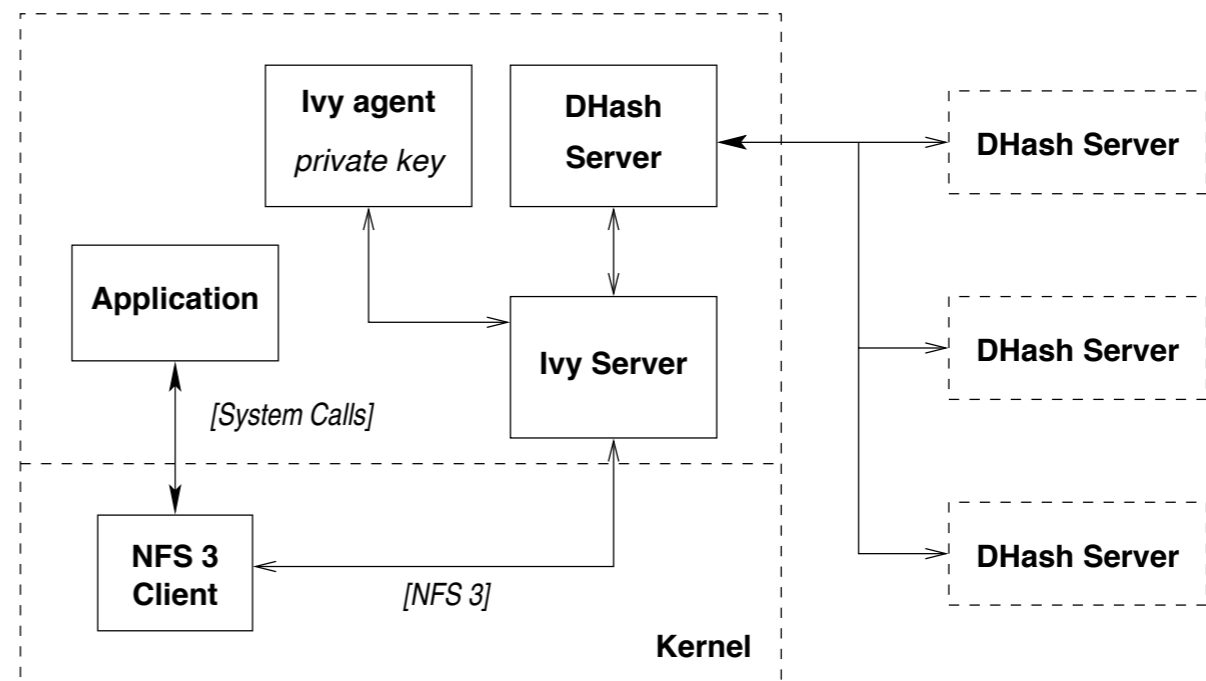 Ivy agent
private key
DHash
Server
DHash Server
Application
Ivy Server
DHash Server
[System Calls]
NFS 3
Client
[NFS 3]
DHash Server
Kernel